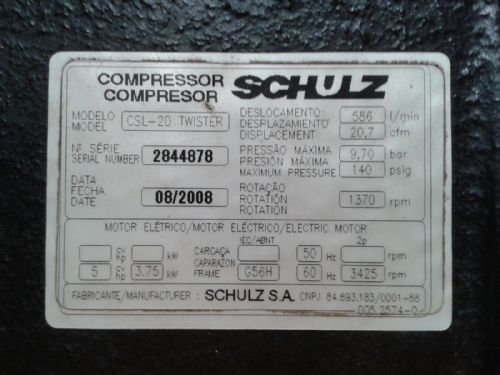 COMPRESSOR
COMPRESOR
SCHULZ
MODELO
MODEL
CSL-20 TWISTER
DESLOCAMENTO
DESPLAZAMIENTO
DISPLACEMENT
586 l/min
20,7 cfm
Nº SÉRIE
SERIAL NUMBER
2844878
PRESSÃO MÁXIMA
PRESIÓN MÁXIMA
MAXIMUM PRESSURE
9,70 bar
140 psig
DATA
FECHA
DATE
08/2008
ROTAÇÃO
ROTATIÓN
ROTATION
1370 rpm
MOTOR ELÉTRICO/MOTOR ELÉCTRICO/ELECTRIC MOTOR
IEC/ABNT 2p
cv
hp
kW
CARCAÇA
CAPARAZON
FRAME
50 Hz rpm
5 cv
hp
3.75 kW
G56H
60 Hz 3425 rpm
FABRICANTE/MANUFACTURER : SCHULZ S.A. CNPJ 84.693.183/0001-68
005.2574-0